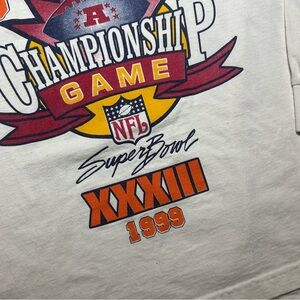 A
CHAMPIONSHIP
GAME
NFL
Super Bowl
XXXIII
1999